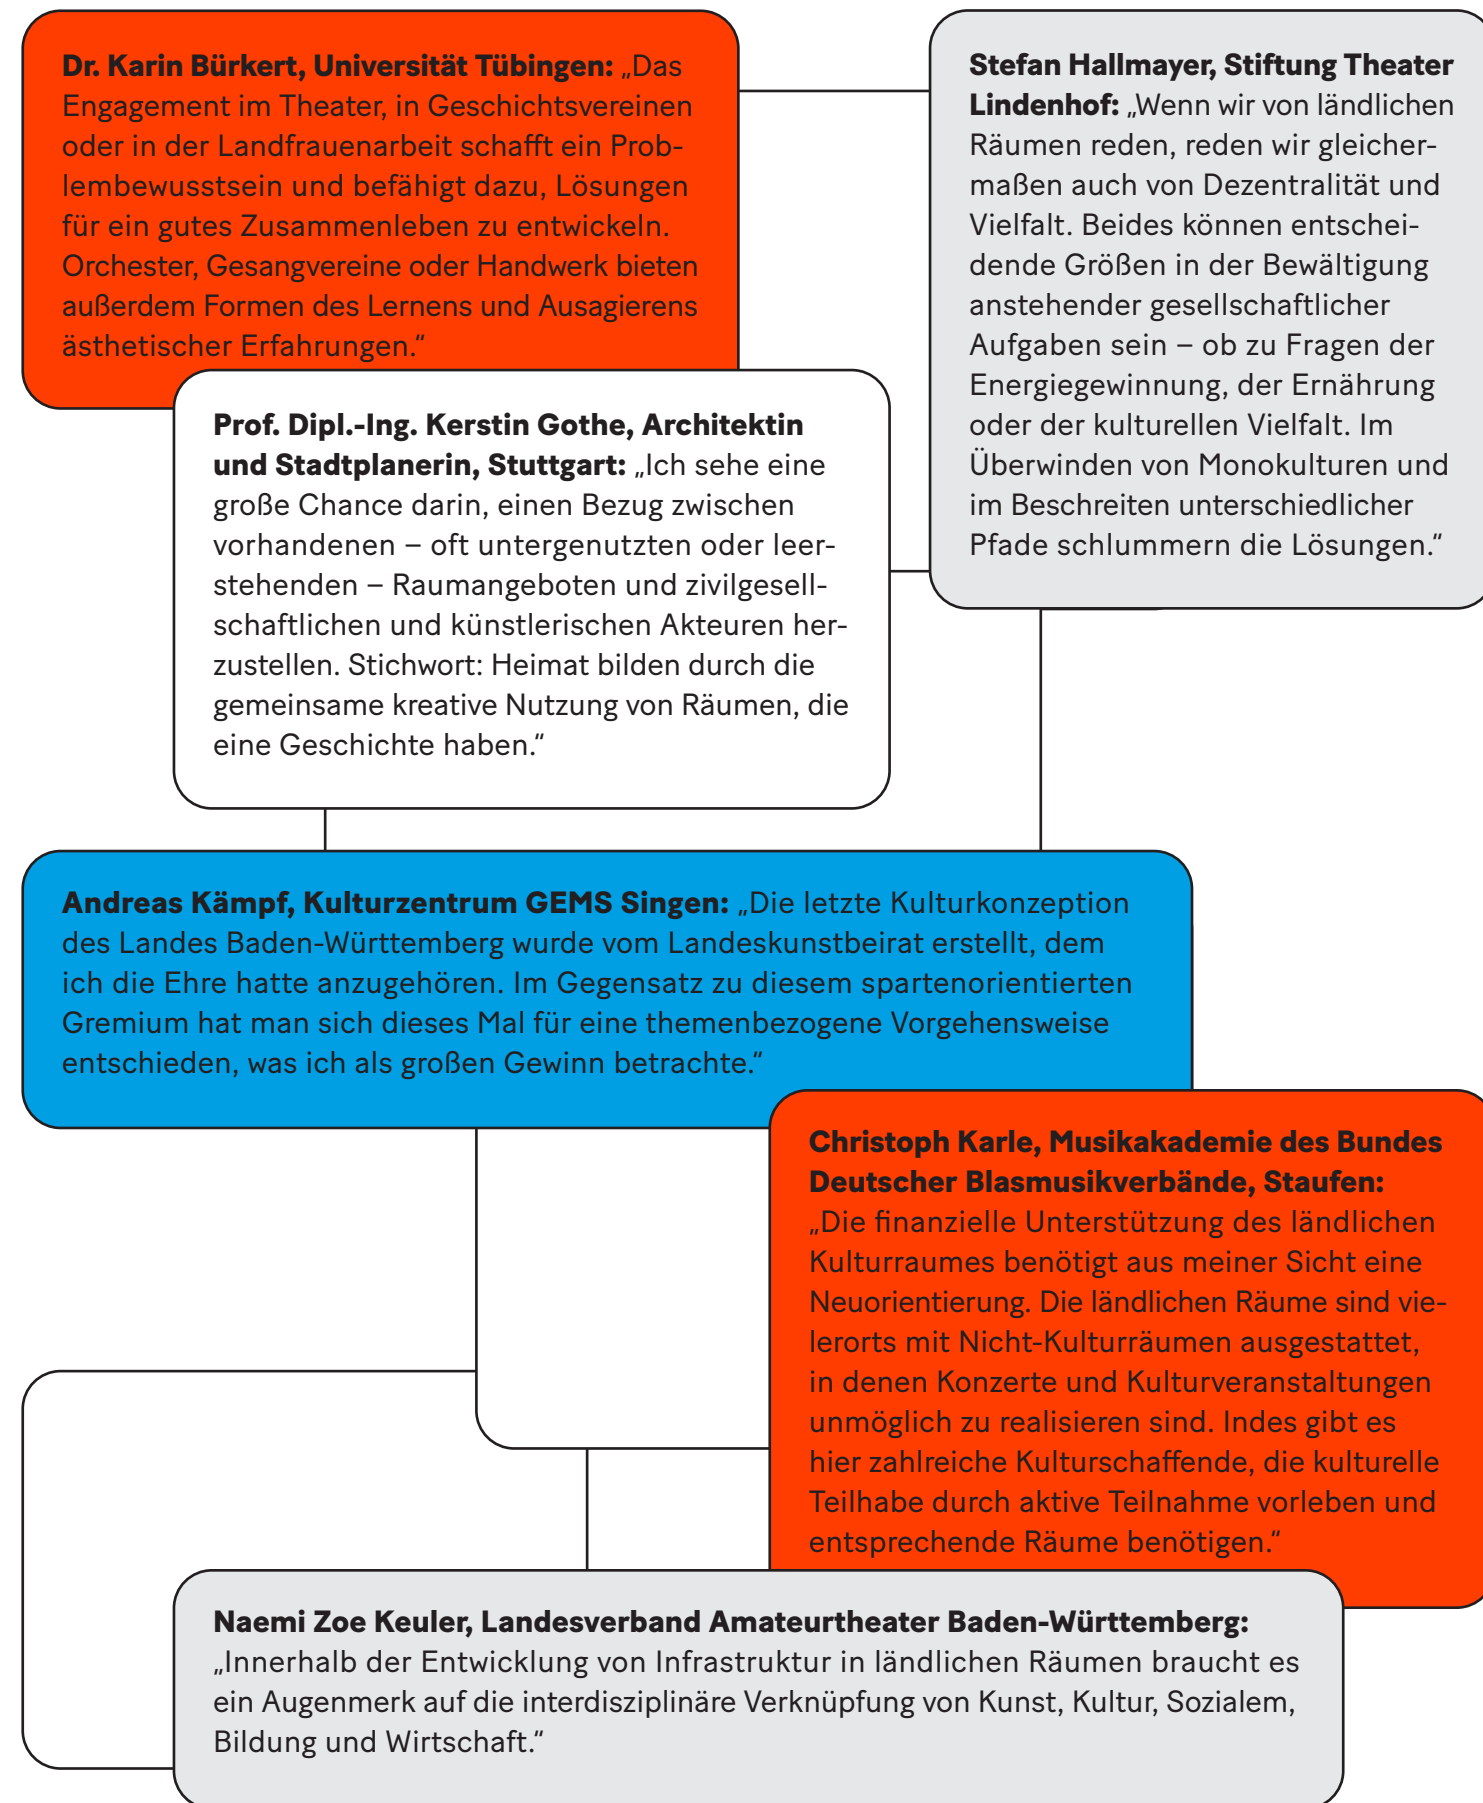 Dr. Karin Bürkert, Universität Tübingen: „Das
Engagement im Theater, in Geschichtsvereinen
oder in der Landfrauenarbeit schafft ein Prob-
lembewusstsein und befähigt dazu, Lösungen
für ein gutes Zusammenleben zu entwickeln.
Orchester, Gesangvereine oder Handwerk bieten
außerdem Formen des Lernens und Ausagierens
ästhetischer Erfahrungen.“
Stefan Hallmayer, Stiftung Theater
Lindenhof: „Wenn wir von ländlichen
Räumen reden, reden wir gleicher-
maßen auch von Dezentralität und
Vielfalt. Beides können entschei-
dende Größen in der Bewältigung
anstehender gesellschaftlicher
Aufgaben sein – ob zu Fragen der
Energiegewinnung, der Ernährung
oder der kulturellen Vielfalt. Im
Überwinden von Monokulturen und
im Beschreiten unterschiedlicher
Pfade schlummern die Lösungen.“
Prof. Dipl.-Ing. Kerstin Gothe, Architektin
und Stadtplanerin, Stuttgart: „Ich sehe eine
große Chance darin, einen Bezug zwischen
vorhandenen – oft untergenutzten oder leer-
stehenden – Raumangeboten und zivilgesell-
schaftlichen und künstlerischen Akteuren her-
zustellen. Stichwort: Heimat bilden durch die
gemeinsame kreative Nutzung von Räumen, die
eine Geschichte haben.“
Andreas Kämpf, Kulturzentrum GEMS Singen: „Die letzte Kulturkonzeption
des Landes Baden-Württemberg wurde vom Landeskunstbeirat erstellt, dem
ich die Ehre hatte anzugehören. Im Gegensatz zu diesem spartenorientierten
Gremium hat man sich dieses Mal für eine themenbezogene Vorgehensweise
entschieden, was ich als großen Gewinn betrachte.“
Christoph Karle, Musikakademie des Bundes
Deutscher Blasmusikverbände, Staufen:
„Die finanzielle Unterstützung des ländlichen
Kulturraumes benötigt aus meiner Sicht eine
Neuorientierung. Die ländlichen Räume sind vie-
lerorts mit Nicht-Kulturräumen ausgestattet,
in denen Konzerte und Kulturveranstaltungen
unmöglich zu realisieren sind. Indes gibt es
hier zahlreiche Kulturschaffende, die kulturelle
Teilhabe durch aktive Teilnahme vorleben und
entsprechende Räume benötigen.“
Naemi Zoe Keuler, Landesverband Amateurtheater Baden-Württemberg:
„Innerhalb der Entwicklung von Infrastruktur in ländlichen Räumen braucht es
ein Augenmerk auf die interdisziplinäre Verknüpfung von Kunst, Kultur, Sozialem,
Bildung und Wirtschaft.“